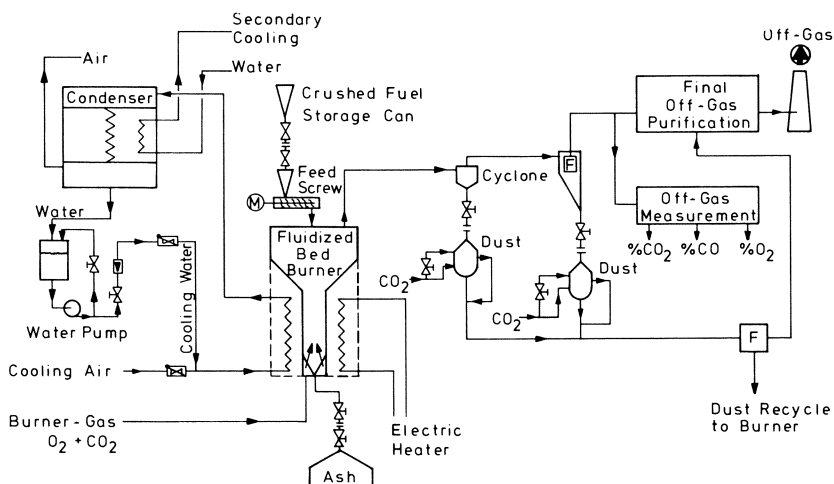 Secondary
Cooling
Off-Gas
Air
Water
Condenser
Crushed Fuel
Storage Can
Final
Off-Gas
Purification
Feed
Screw
M
Cyclone
F
Off-Gas
Measurement
Water
Fluidized
Bed
Burner
Dust
%CO2
%CO
%O2
Dust
CO2
CO2
Cooling Water
Water Pump
F
Cooling Air
Dust Recycle
to Burner
Burner-Gas
O2 + CO2
Electric
Heater
Ash